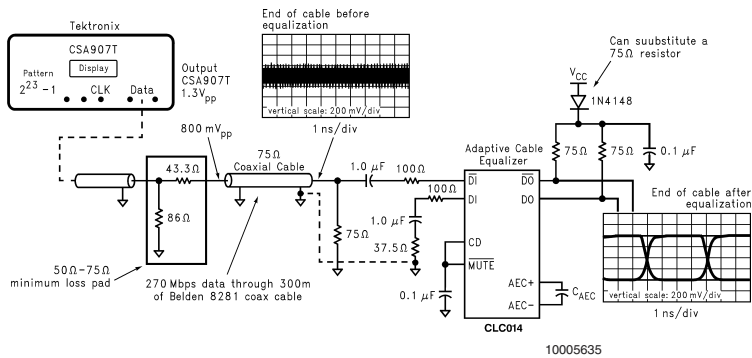 Tektronix
CSA907T
Display
Pattern
2^23 -1
CLK
Data
Output
CSA907T
1.3Vpp
End of cable before
equalization
vertical scale: 200 mV/div
1 ns/div
Can suubstitute a
75Ω resistor
VCC
1N4148
75Ω
75Ω
0.1 µF
800 mVpp
43.3Ω
86Ω
50Ω-75Ω
minimum loss pad
75Ω
Coaxial Cable
270 Mbps data through 300m
of Belden 8281 coax cable
75Ω
1.0 µF
100Ω
100Ω
1.0 µF
37.5Ω
0.1 µF
Adaptive Cable
Equalizer
DI
DI
CD
MUTE
DO
DO
AEC+
AEC-
CAEC
CLC014
End of cable after
equalization
vertical scale: 200 mV/div
1 ns/div
10005635